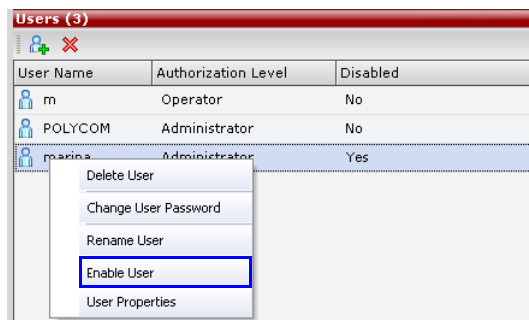 Users (3)
User Name Authorization Level Disabled
m Operator No
POLYCOM Administrator No
marina Administrator Yes
Delete User
Change User Password
Rename User
Enable User
User Properties